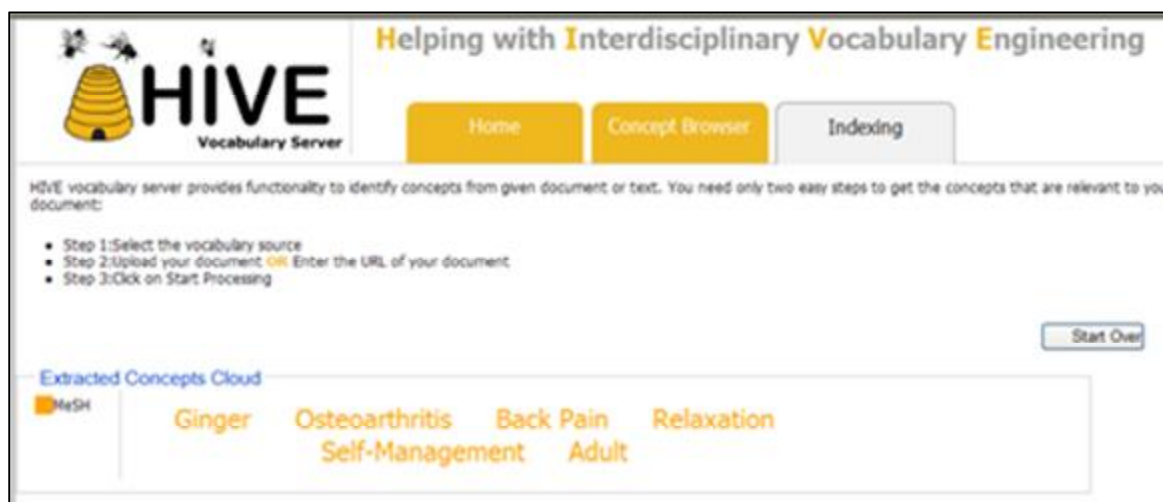 HIVE
Vocabulary Server
Helping with Interdisciplinary Vocabulary Engineering
Home
Concept Browser
Indexing
HIVE vocabulary server provides functionality to identify concepts from given document or text. You need only two easy steps to get the concepts that are relevant to you
document:
Step 1:Select the vocabulary source
Step 2:Upload your document OR Enter the URL of your document
Step 3:Click on Start Processing
Start Over
Extracted Concepts Cloud
MeSH
Ginger Osteoarthritis Back Pain Relaxation
Self-Management Adult